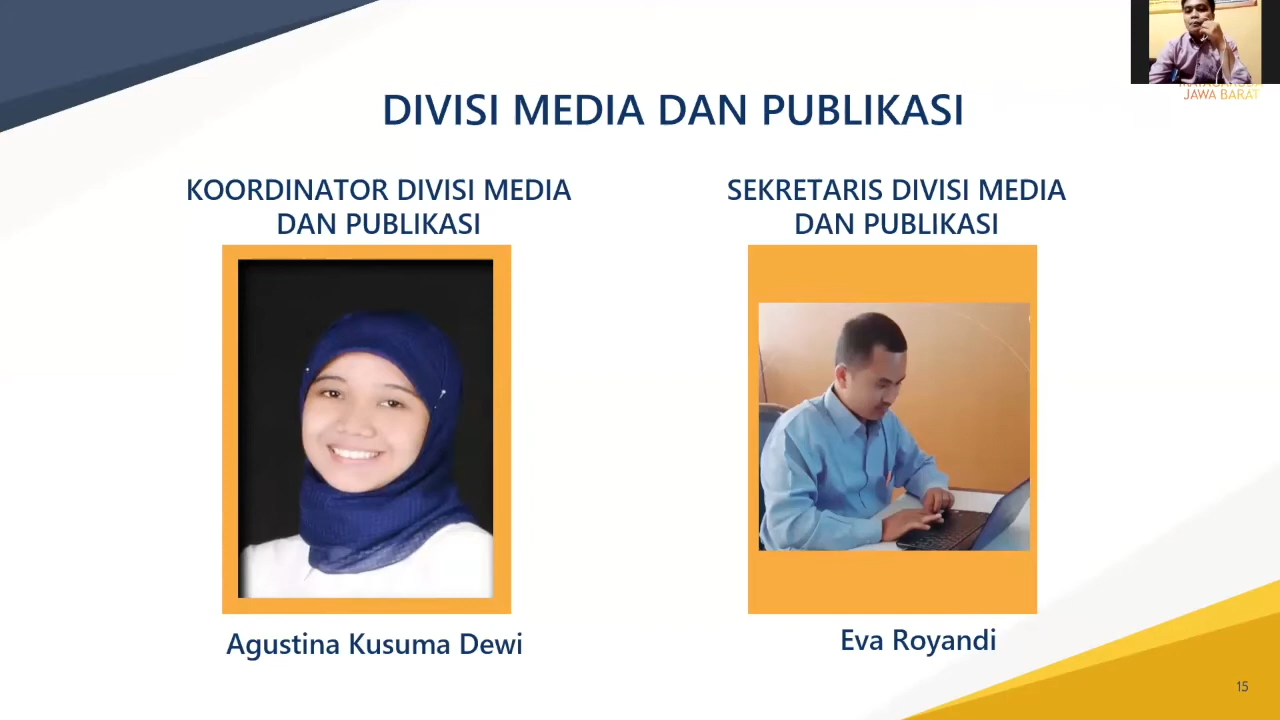 DIVISI MEDIA DAN PUBLIKASI
JAWA BARAT
KOORDINATOR DIVISI MEDIA
DAN PUBLIKASI
SEKRETARIS DIVISI MEDIA
DAN PUBLIKASI
Agustina Kusuma Dewi
Eva Royandi
15